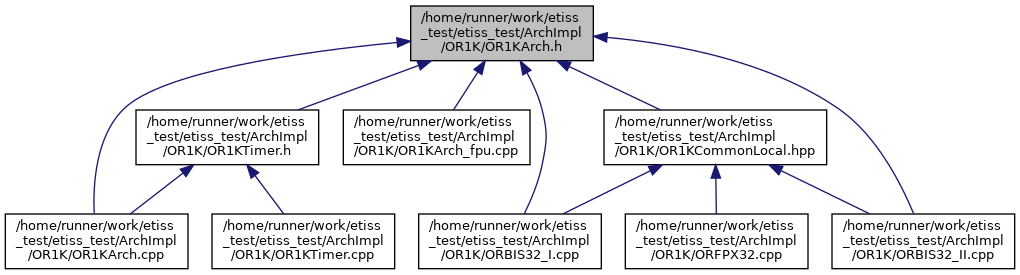 /home/runner/work/etiss
_test/etiss_test/ArchImpl
/OR1K/OR1KArch.h
/home/runner/work/etiss
_test/etiss_test/ArchImpl
/OR1K/OR1KTimer.h
/home/runner/work/etiss
_test/etiss_test/ArchImpl
/OR1K/OR1KArch_fpu.cpp
/home/runner/work/etiss
_test/etiss_test/ArchImpl
/OR1K/OR1KCommonLocal.hpp
/home/runner/work/etiss
_test/etiss_test/ArchImpl
/OR1K/OR1KArch.cpp
/home/runner/work/etiss
_test/etiss_test/ArchImpl
/OR1K/OR1KTimer.cpp
/home/runner/work/etiss
_test/etiss_test/ArchImpl
/OR1K/ORBIS32_I.cpp
/home/runner/work/etiss
_test/etiss_test/ArchImpl
/OR1K/ORFPX32.cpp
/home/runner/work/etiss
_test/etiss_test/ArchImpl
/OR1K/ORBIS32_II.cpp